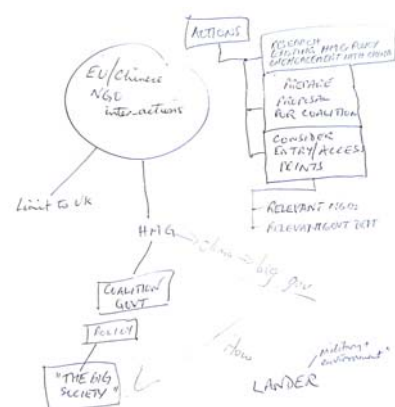 EU/Chinese
NGO
inter-actions
Limit to UK
HMG
COALITION
GOVT
POLICY
"THE BIG
SOCIETY"
ACTIONS
RESEARCH
EXISTING HMG POLICY
ENGAGEMENT WITH CHINA
PREPARE
PROPOSAL
FOR COALITION
CONSIDER
ENTRY/ACCESS
POINTS
RELEVANT NGOs
RELEVANT GOVT DEPT
big gov
How
military +
environment"
LANDER